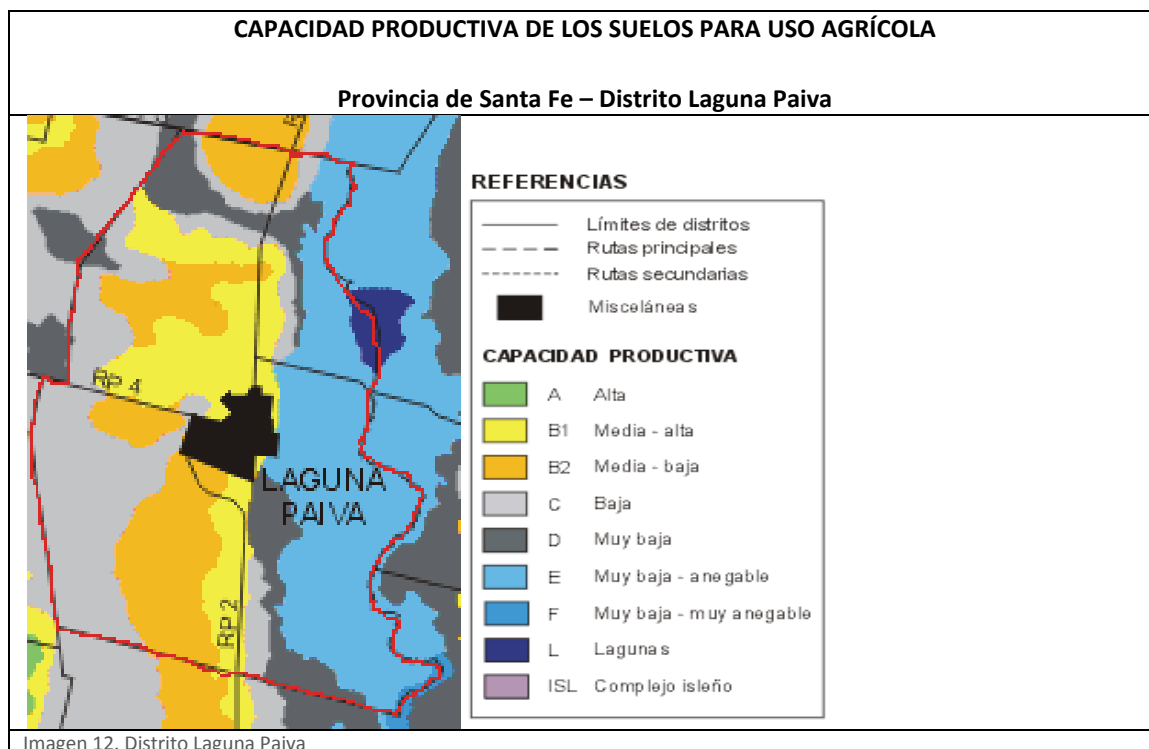 CAPACIDAD PRODUCTIVA DE LOS SUELOS PARA USO AGRÍCOLA
Provincia de Santa Fe – Distrito Laguna Paiva
RP 4
LAGUNA
PAIVA
RP 2
REFERENCIAS
Límites de distritos
Rutas principales
Rutas secundarias
Misceláneas
CAPACIDAD PRODUCTIVA
A Alta
B1 Media - alta
B2 Media - baja
C Baja
D Muy baja
E Muy baja - anegable
F Muy baja - muy anegable
L Lagunas
ISL Complejo isleño
Imagen 12. Distrito Laguna Paiva